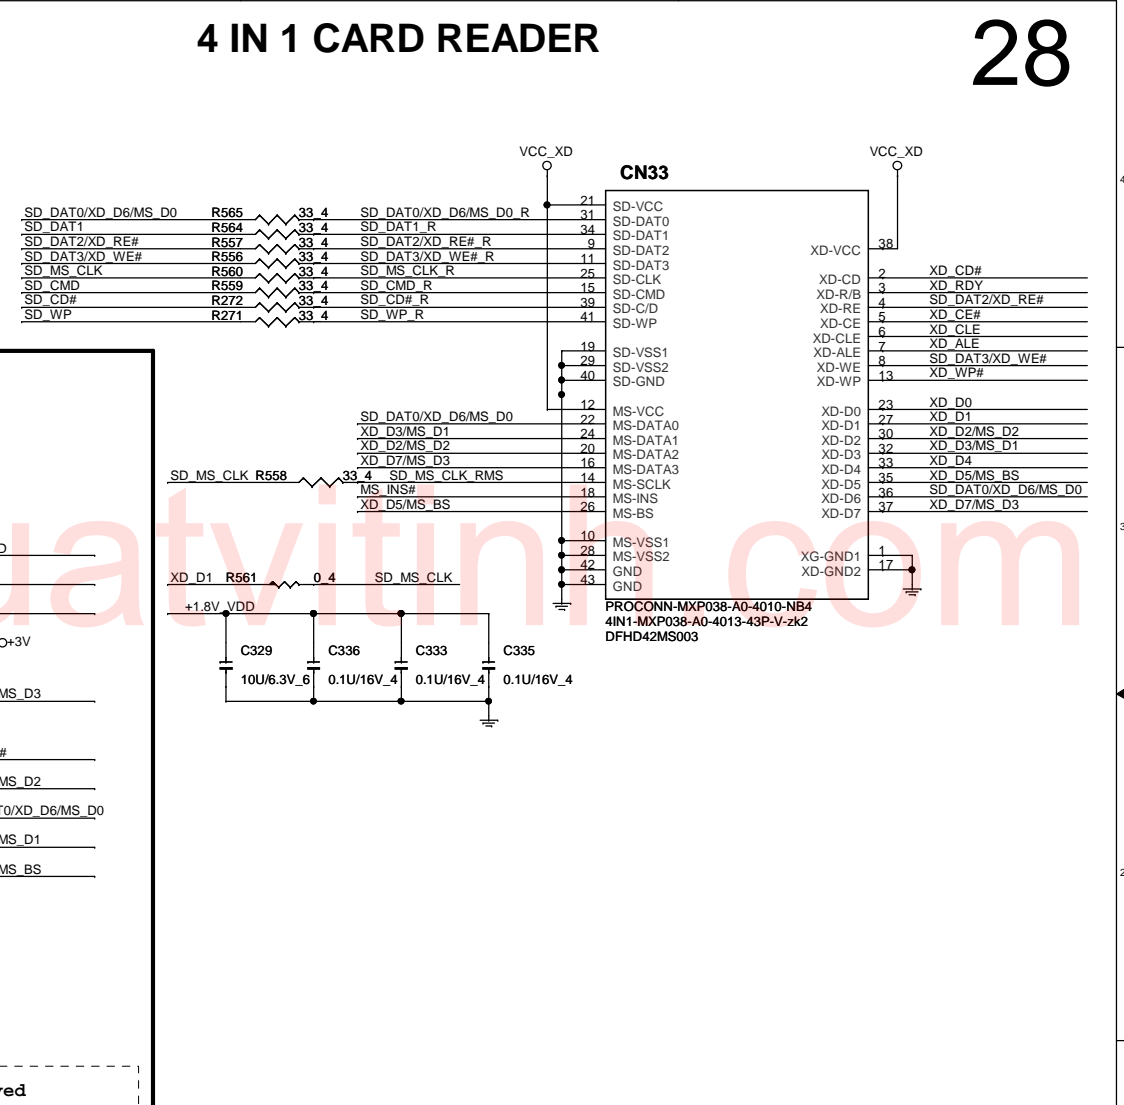 4 IN 1 CARD READER
28
VCC_XD
VCC_XD
CN33
4
SD_DAT0/XD_D6/MS_D0 R565 33_4 SD_DAT0/XD_D6/MS_D0_R 21 SD-VCC
SD_DAT1 R564 33_4 SD_DAT1_R 31 SD-DAT0
SD_DAT2/XD_RE# R557 33_4 SD_DAT2/XD_RE#_R 34 SD-DAT1
SD_DAT3/XD_WE# R556 33_4 SD_DAT3/XD_WE#_R 9 SD-DAT2
SD_MS_CLK R560 33_4 SD_MS_CLK_R 11 SD-DAT3
SD_CMD R559 33_4 SD_CMD_R 25 SD-CLK
SD_CD# R272 33_4 SD_CD#_R 15 SD-CMD
SD_WP R271 33_4 SD_WP_R 39 SD-C/D
41 SD-WP
19 SD-VSS1
29 SD-VSS2
40 SD-GND
12 MS-VCC
SD_DAT0/XD_D6/MS_D0 22 MS-DATA0
XD_D3/MS_D1 24 MS-DATA1
XD_D2/MS_D2 20 MS-DATA2
XD_D7/MS_D3 16 MS-DATA3
SD_MS_CLK R558 33_4 SD_MS_CLK_RMS 14 MS-SCLK
MS_INS# 18 MS-INS
XD_D5/MS_BS 26 MS-BS
10 MS-VSS1
28 MS-VSS2
42 GND
43 GND
XD-VCC 38
XD-CD 2 XD_CD#
XD-R/B 3 XD_RDY
XD-RE 4 SD_DAT2/XD_RE#
XD-CE 5 XD_CE#
XD-CLE 6 XD_CLE
XD-ALE 7 XD_ALE
XD-WE 8 SD_DAT3/XD_WE#
XD-WP 13 XD_WP#
XD-D0 23 XD_D0
XD-D1 27 XD_D1
XD-D2 30 XD_D2/MS_D2
XD-D3 32 XD_D3/MS_D1
XD-D4 33 XD_D4
XD-D5 35 XD_D5/MS_BS
XD-D6 36 SD_DAT0/XD_D6/MS_D0
XD-D7 37 XD_D7/MS_D3
XG-GND1 1
XD-GND2 17
PROCONN-MXP038-A0-4010-NB4
4IN1-MXP038-A0-4013-43P-V-zk2
DFHD42MS003
3
uatvitinh.com
XD_D1 R561 0_4 SD_MS_CLK
+1.8V_VDD
C329 C336 C333 C335
10U/6.3V_6 0.1U/16V_4 0.1U/16V_4 0.1U/16V_4
D
+3V
MS_D3
#
MS_D2
T0/XD_D6/MS_D0
MS_D1
MS_BS
2
ved